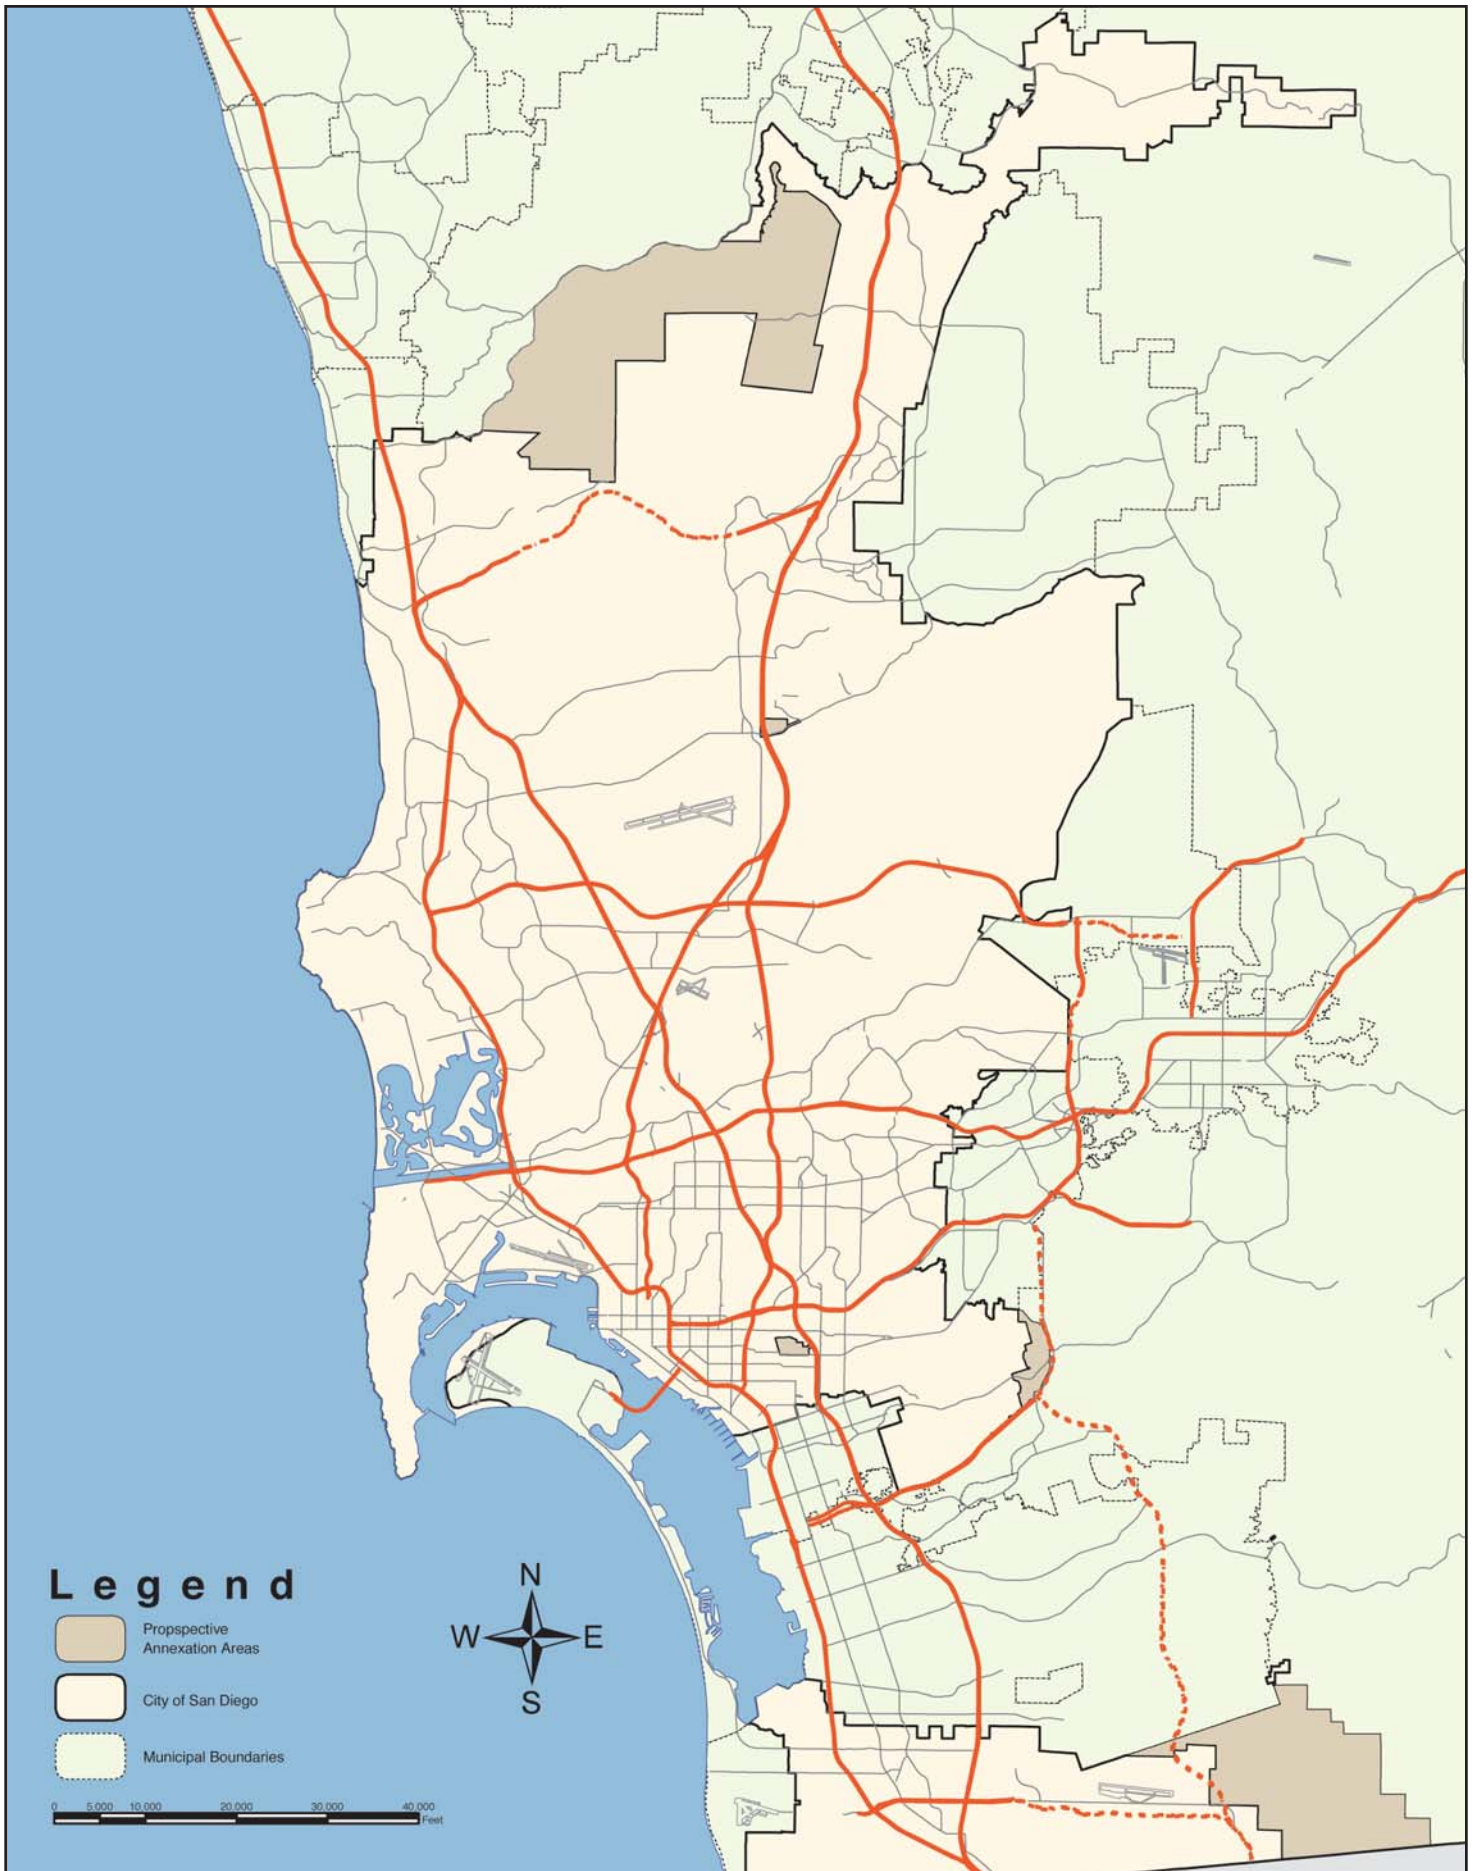 Legend
Propspective
Annexation Areas
City of San Diego
Municipal Boundaries
0 5,000 10,000 20,000 30,000 40,000
Feet
N
W E
S